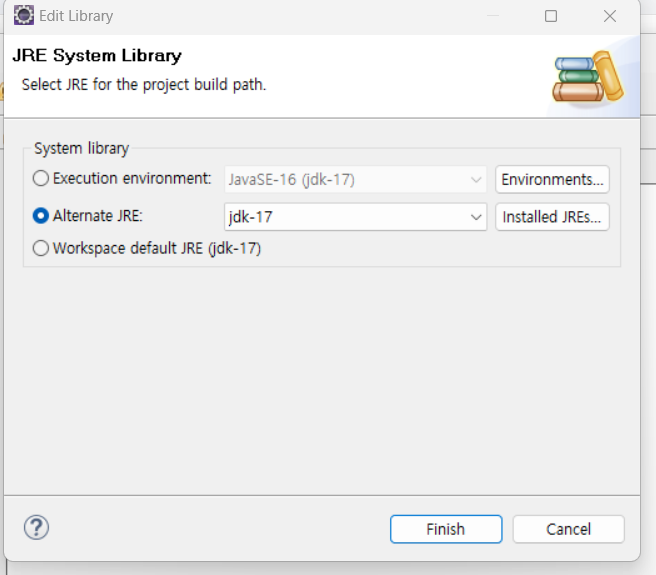 Edit Library
JRE System Library
Select JRE for the project build path.
System library
Execution environment: JavaSE-16 (jdk-17) Environments...
Alternate JRE: jdk-17 Installed JREs...
Workspace default JRE (jdk-17)
? Finish Cancel